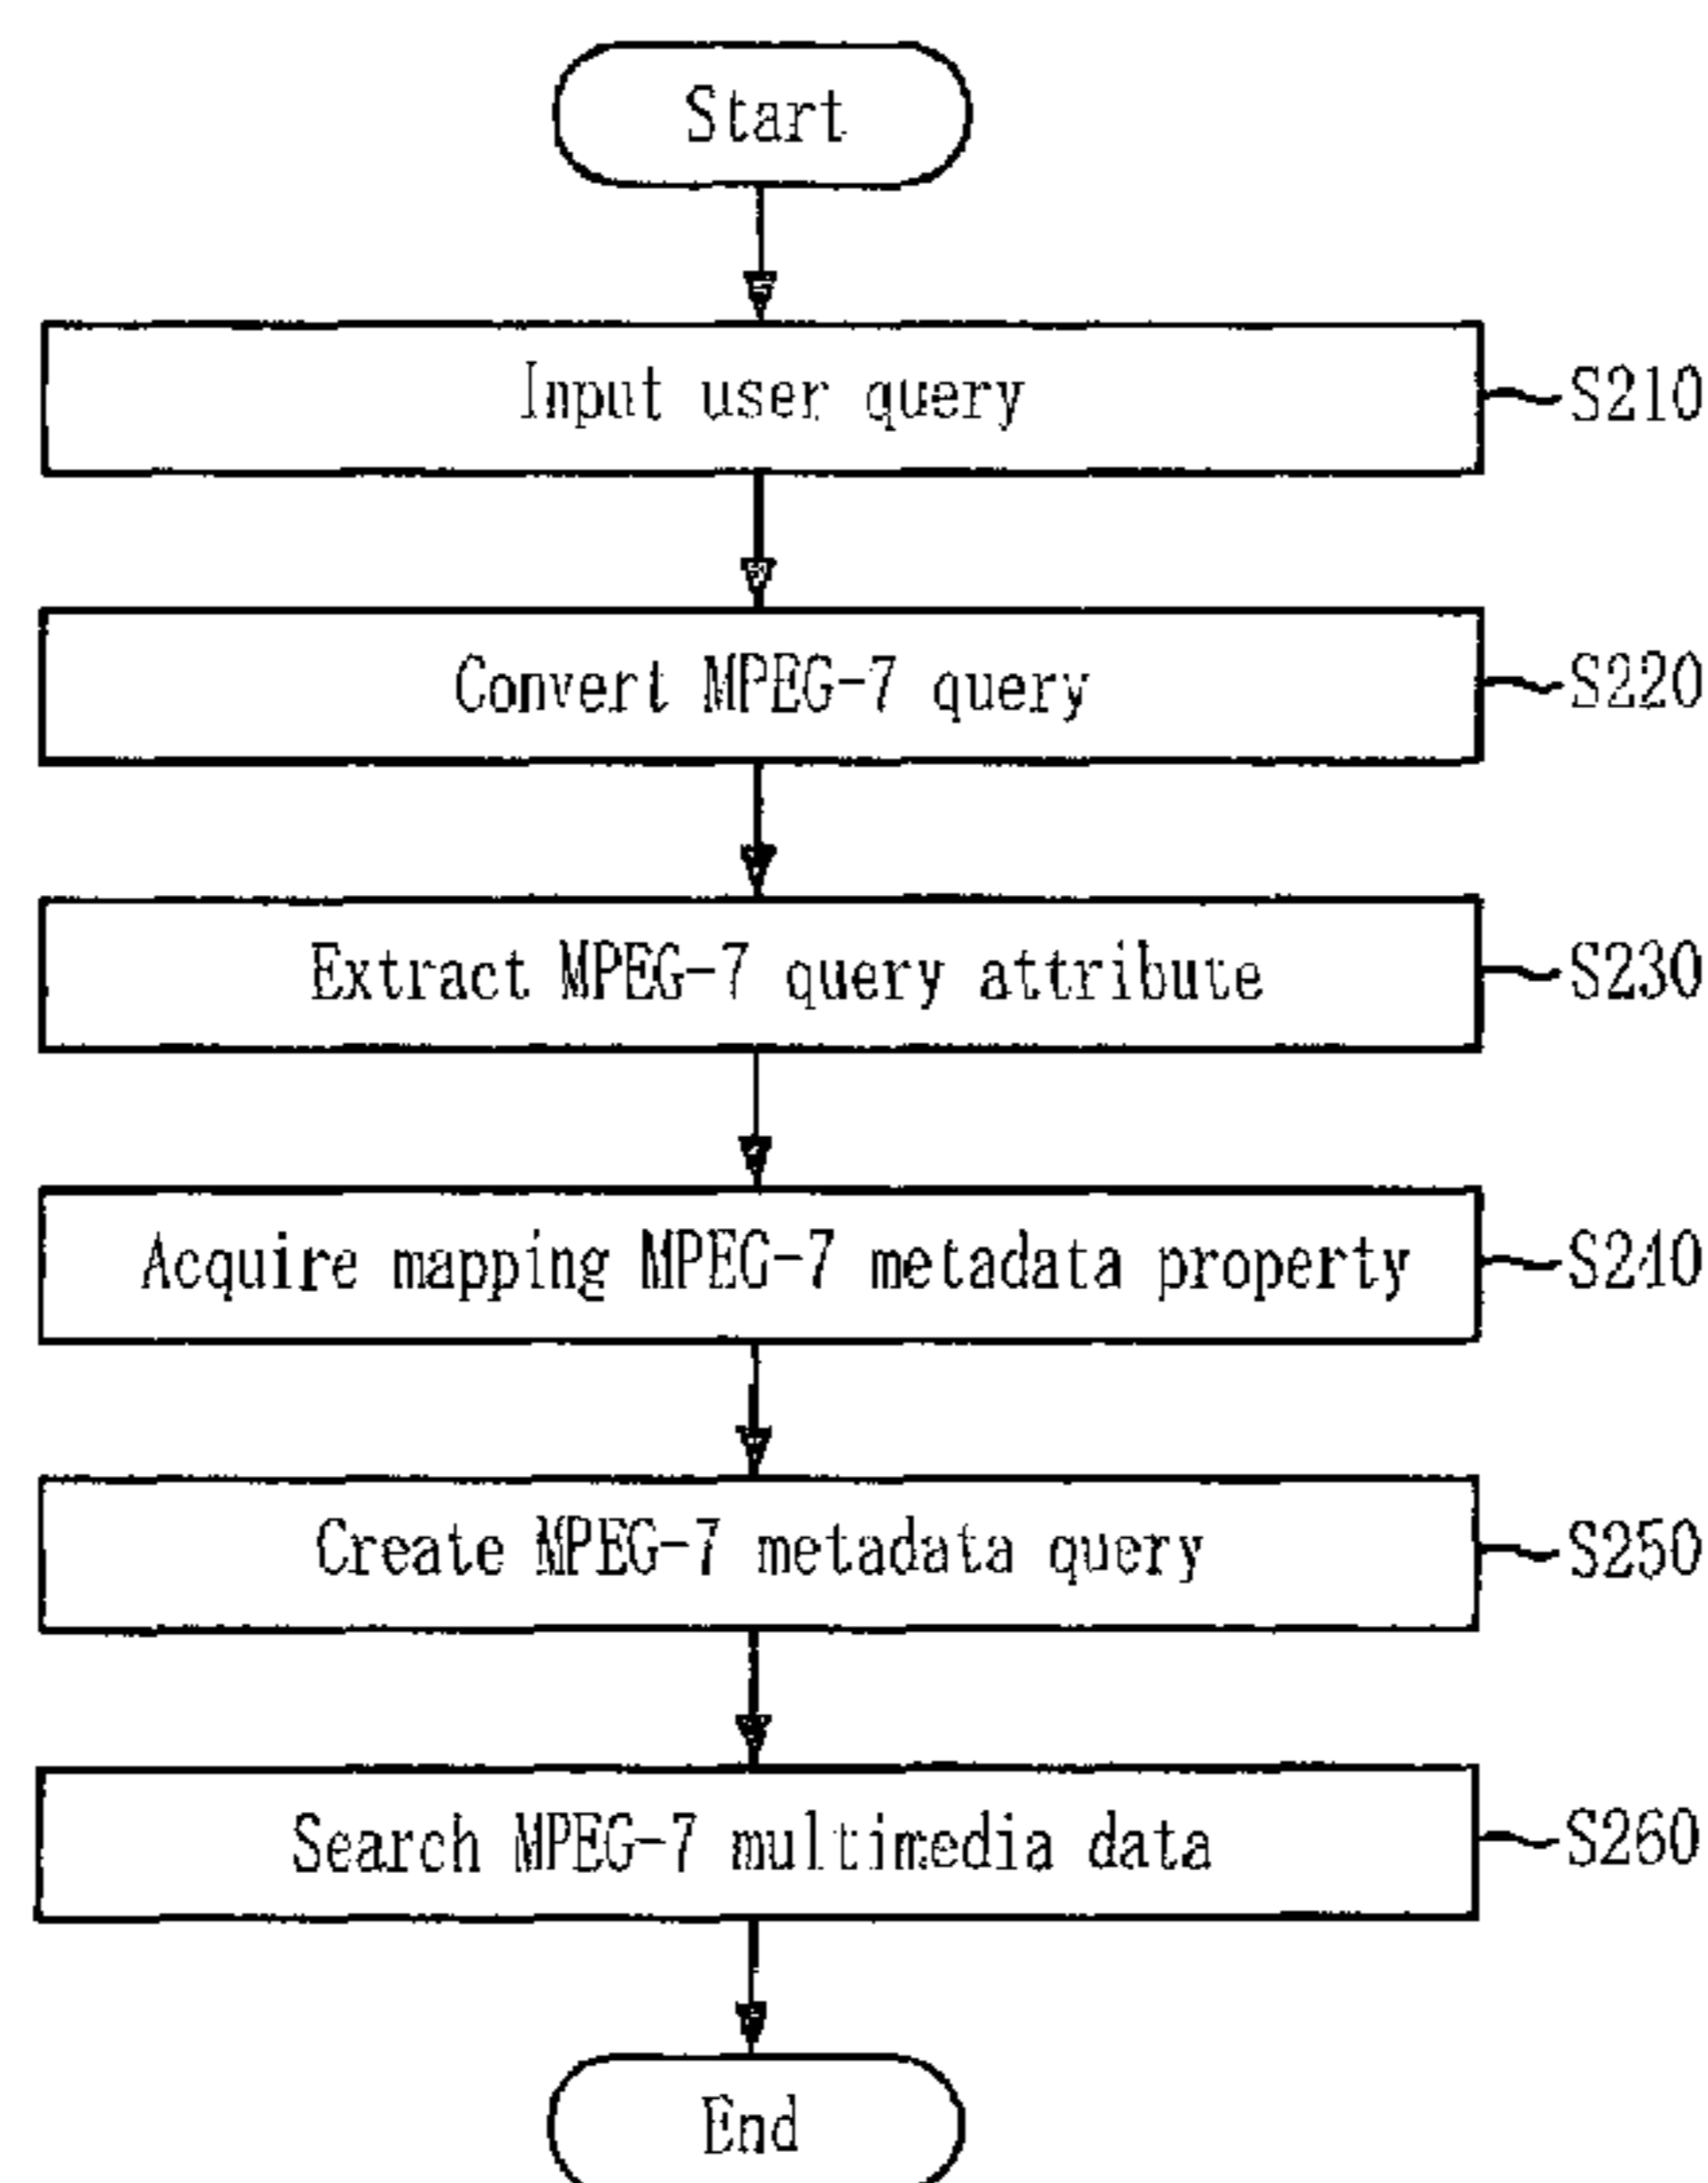 Start
Input user query
S210
Convert MPEG-7 query
S220
Extract MPEG-7 query attribute
S230
Acquire mapping MPEG-7 metadata property
S240
Create MPEG-7 metadata query
S250
Search MPEG-7 multimedia data
S260
End